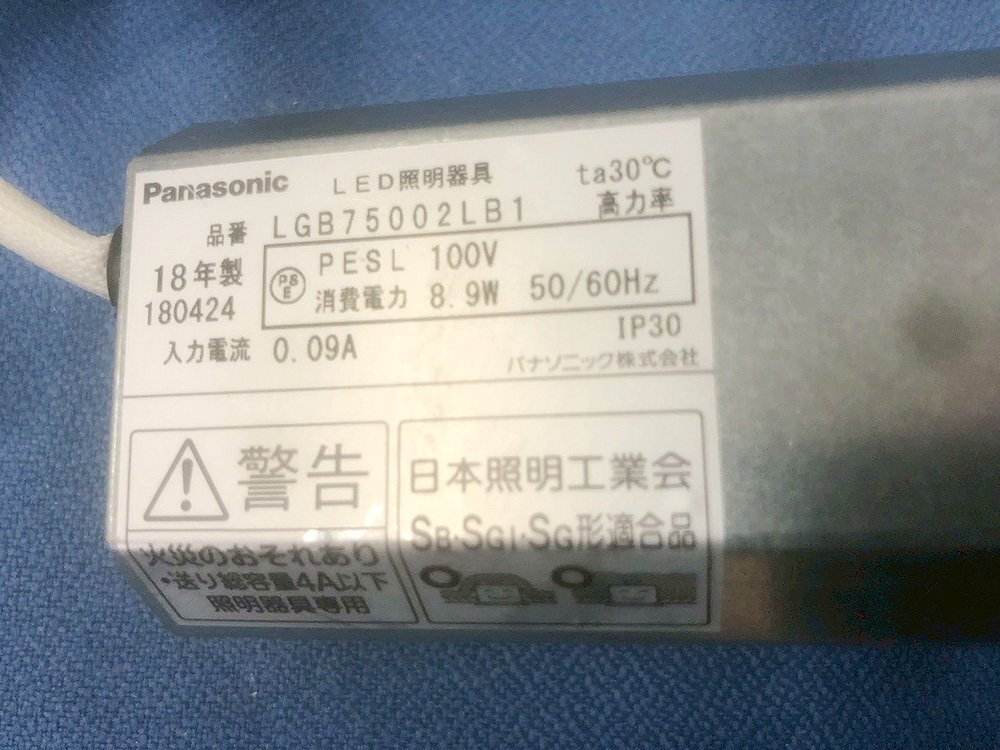 Panasonic LED照明器具 ta30℃
品番 LGB75002LB1 高力率
18年製 PSE PESL 100V
180424 消費電力 8.9W 50/60Hz
入力電流 0.09A IP30
パナソニック株式会社
警告
火災のおそれあり
・送り総容量4A以下
照明器具専用
日本照明工業会
SB・SGI・SG形適合品